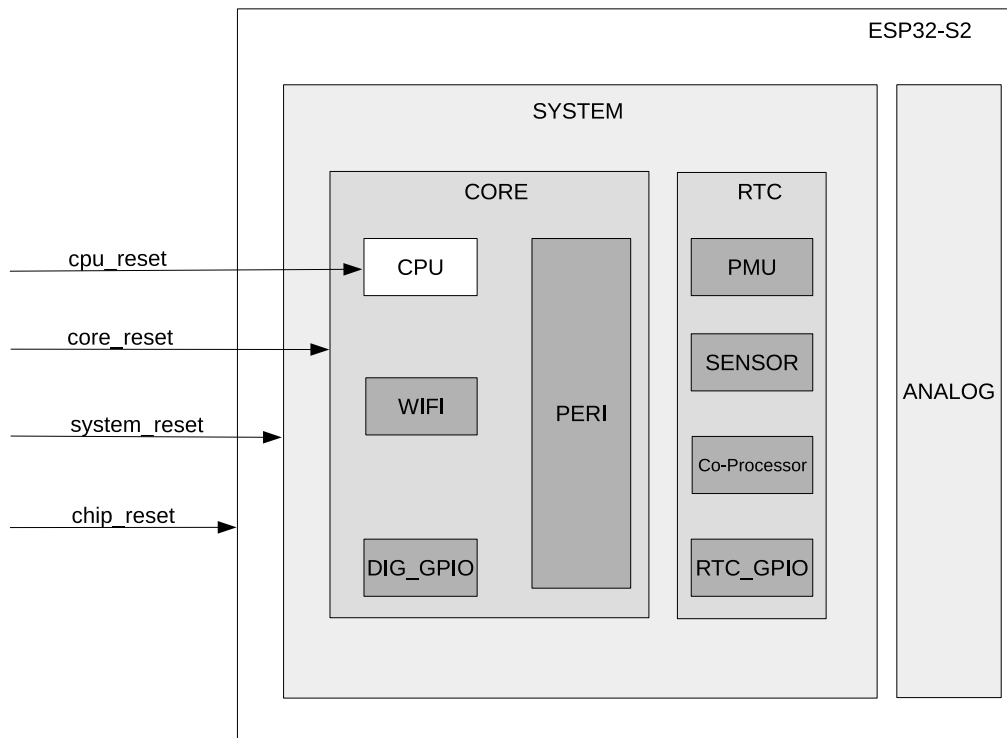 ESP32-S2
SYSTEM
CORE
RTC
cpu_reset
CPU
PMU
core_reset
SENSOR
WIFI
PERI
ANALOG
system_reset
Co-Processor
chip_reset
DIG_GPIO
RTC_GPIO